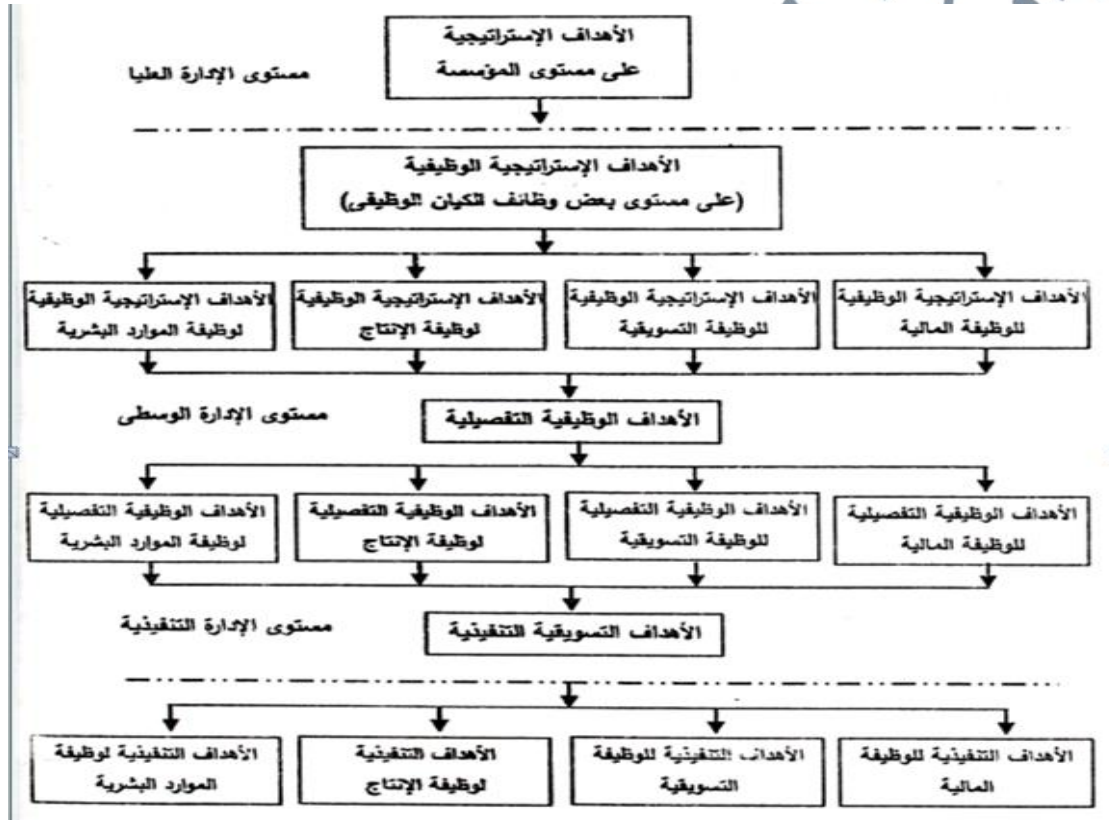 الأهداف الإستراتيجية
على مستوى المؤسسة
مستوى الإدارة العليا
الأهداف الإستراتيجية الوظيفية
(على مستوى بعض وظائف الكيان الوظيفى)
الأهداف الإستراتيجية الوظيفية
للوظيفة المالية
الأهداف الإستراتيجية الوظيفية
للوظيفة التسويقية
الأهداف الإستراتيجية الوظيفية
لوظيفة الإنتاج
الأهداف الإستراتيجية الوظيفية
لوظيفة الموارد البشرية
الأهداف الوظيفية التفصيلية
مستوى الإدارة الوسطى
الأهداف الوظيفية التفصيلية
للوظيفة المالية
الأهداف الوظيفية التفصيلية
للوظيفة التسويقية
الأهداف الوظيفية التفصيلية
لوظيفة الإنتاج
الأهداف الوظيفية التفصيلية
لوظيفة الموارد البشرية
الأهداف التسويقية التنفيذية
مستوى الإدارة التنفيذية
الأهداف التنفيذية للوظيفة
المالية
الأهداف التنفيذية للوظيفة
التسويقية
الأهداف التنفيذية
لوظيفة الإنتاج
الأهداف التنفيذية لوظيفة
الموارد البشرية